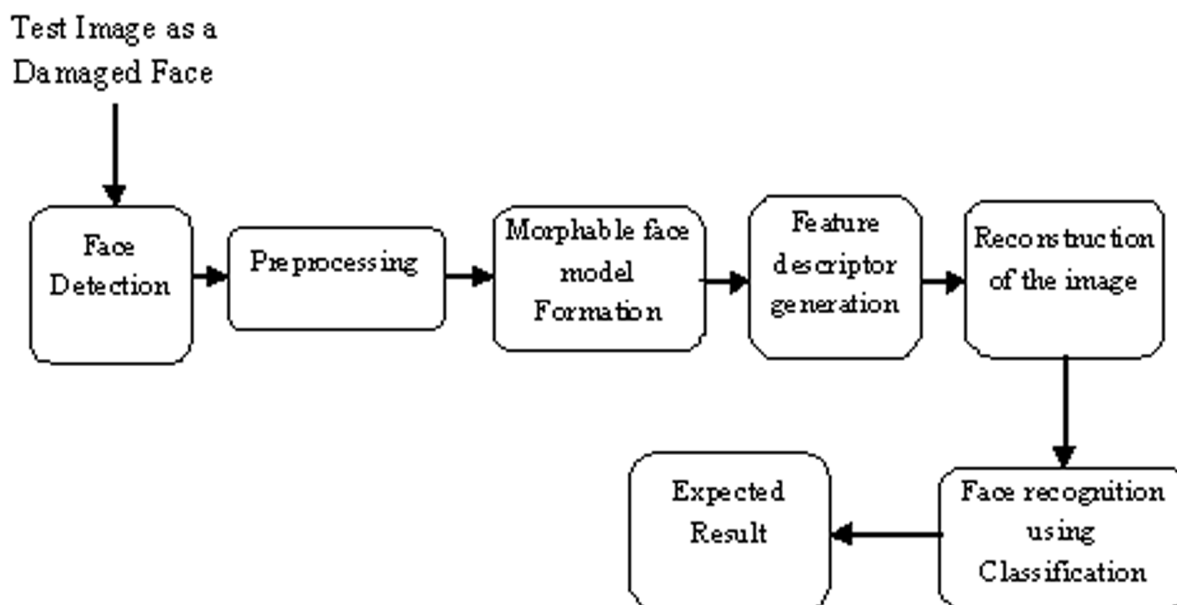 Test Image as a
Damaged Face
Face
Detection
Preprocessing
Morphable face
model
Formation
Feature
descriptor
generation
Reconstruction
of the image
Face recognition
using
Classification
Expected
Result